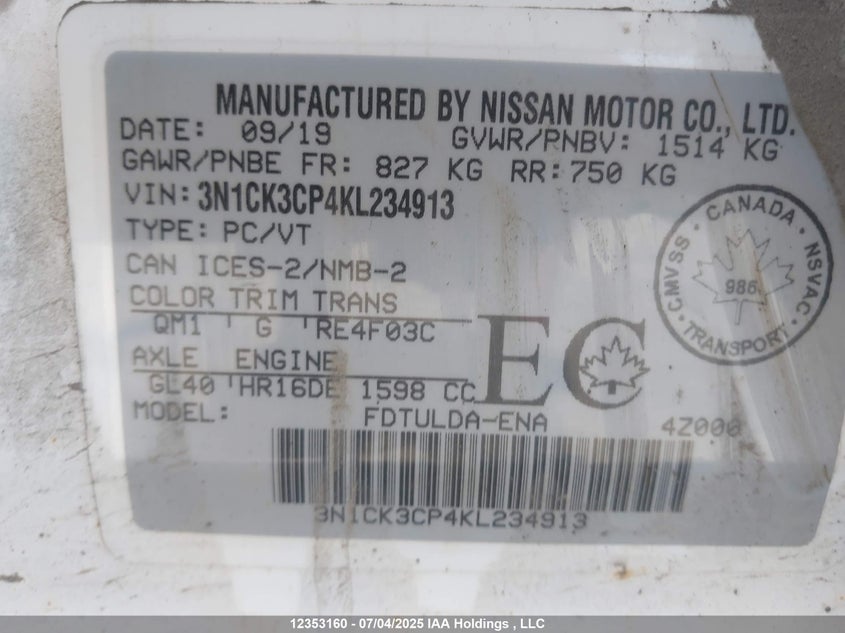 MANUFACTURED BY NISSAN MOTOR CO., LTD.
DATE: 09/19 GVWR/PNBV: 1514 KG
GAWR/PNBE FR: 827 KG RR: 750 KG
VIN: 3N1CK3CP4KL234913
TYPE: PC/VT
CAN ICES-2/NMB-2
COLOR TRIM TRANS
QM1 G RE4F03C
AXLE ENGINE
GL40 HR16DE 1598 CC
MODEL: FDTULDA-ENA 4Z000
EC
CANADA
CMVSS NSVAC
986
TRANSPORT
3N1CK3CP4KL234913
12353160 - 07/04/2025 IAA Holdings , LLC